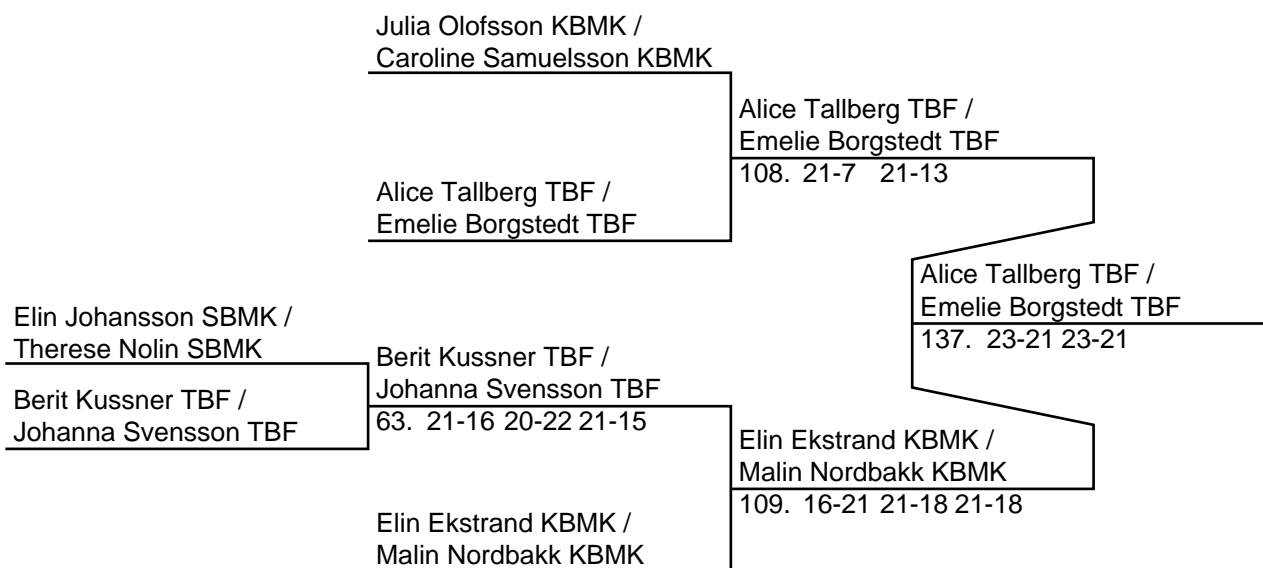 Julia Olofsson KBMK /
Caroline Samuelsson KBMK
Alice Tallberg TBF /
Emelie Borgstedt TBF
108. 21-7 21-13
Alice Tallberg TBF /
Emelie Borgstedt TBF
Alice Tallberg TBF /
Emelie Borgstedt TBF
137. 23-21 23-21
Elin Johansson SBMK /
Therese Nolin SBMK
Berit Kussner TBF /
Johanna Svensson TBF
63. 21-16 20-22 21-15
Berit Kussner TBF /
Johanna Svensson TBF
Elin Ekstrand KBMK /
Malin Nordbakk KBMK
109. 16-21 21-18 21-18
Elin Ekstrand KBMK /
Malin Nordbakk KBMK